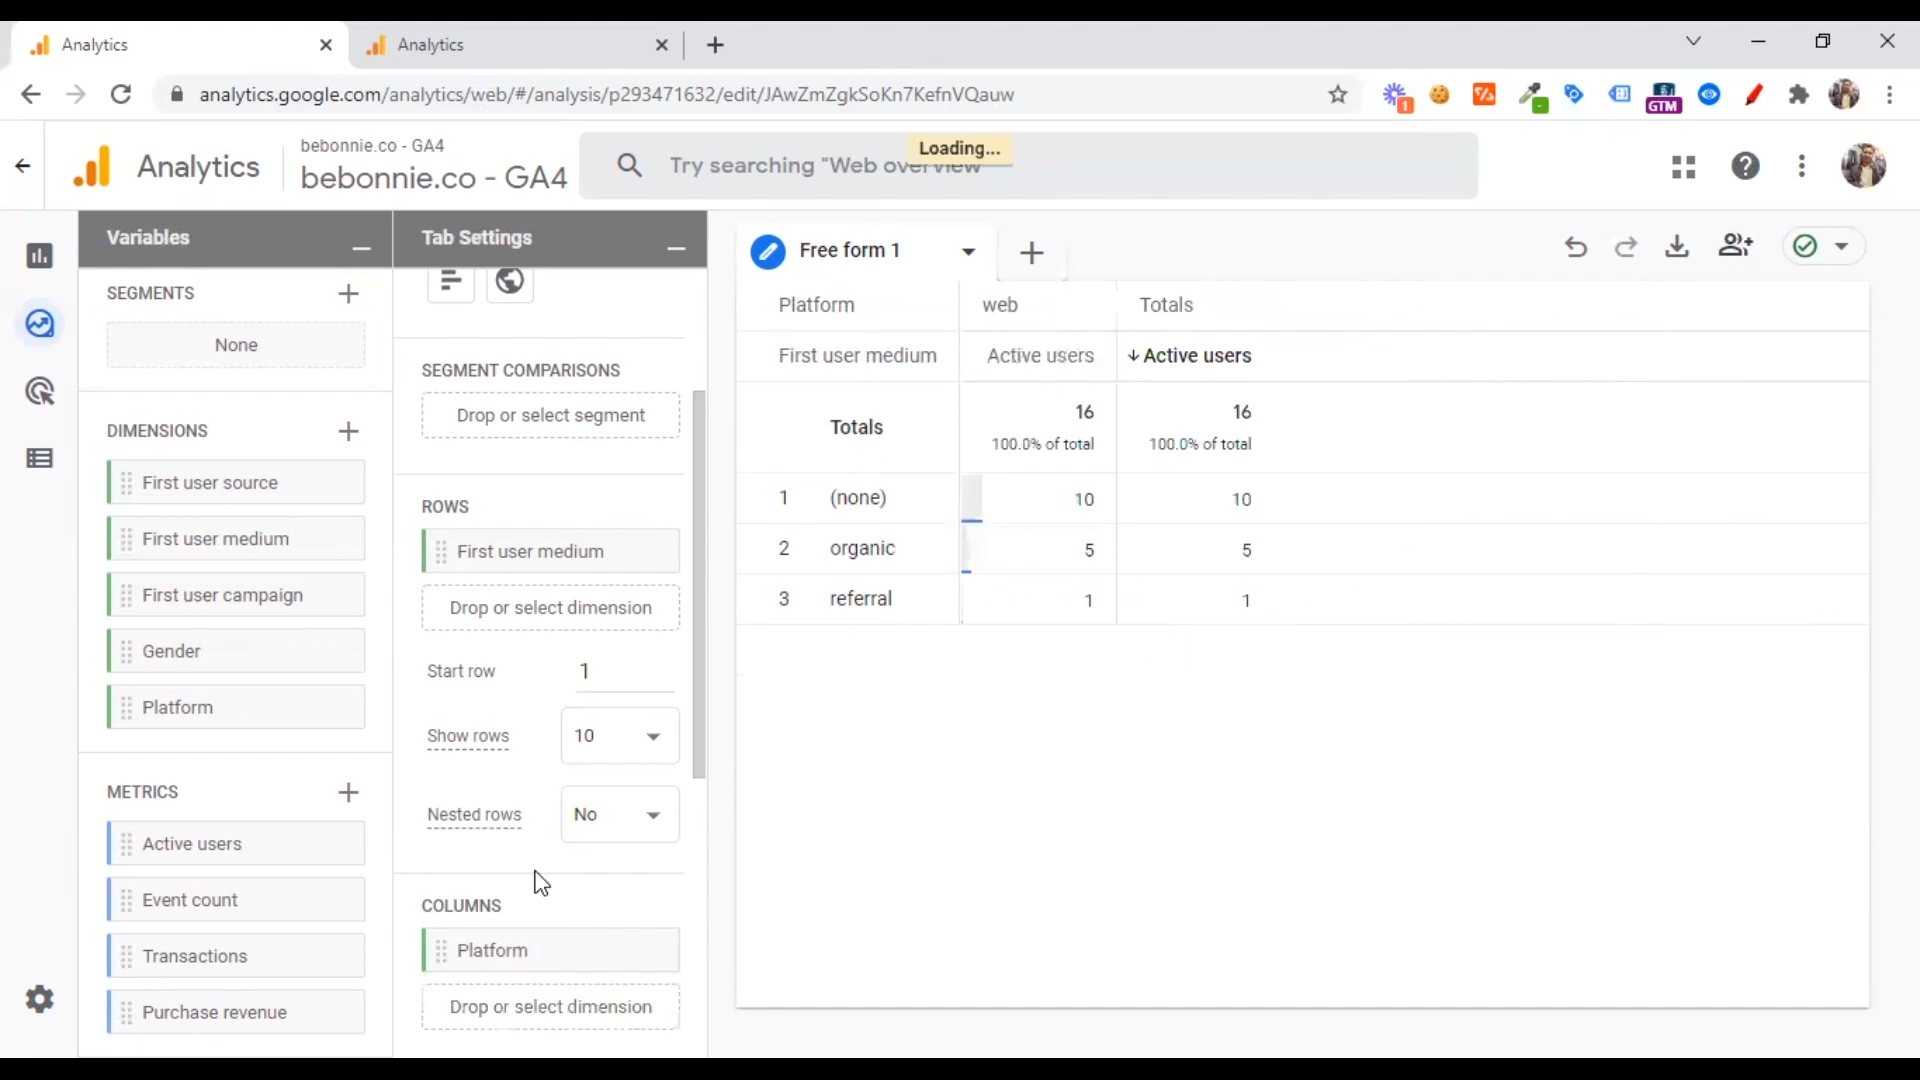 Analytics
Analytics
analytics.google.com/analytics/web/#/analysis/p293471632/edit/JAwZmZgkSoKn7KefnVQauw
1
GTM
Analytics
bebonnie.co - GA4
bebonnie.co - GA4
Try searching "Web overview"
Loading...
Variables
SEGMENTS
None
DIMENSIONS
First user source
First user medium
First user campaign
Gender
Platform
METRICS
Active users
Event count
Transactions
Purchase revenue
Tab Settings
SEGMENT COMPARISONS
Drop or select segment
ROWS
First user medium
Drop or select dimension
Start row 1
Show rows 10
Nested rows No
COLUMNS
Platform
Drop or select dimension
Free form 1
Platform web Totals
First user medium Active users Active users
Totals 16 16
100.0% of total 100.0% of total
1 (none) 10 10
2 organic 5 5
3 referral 1 1